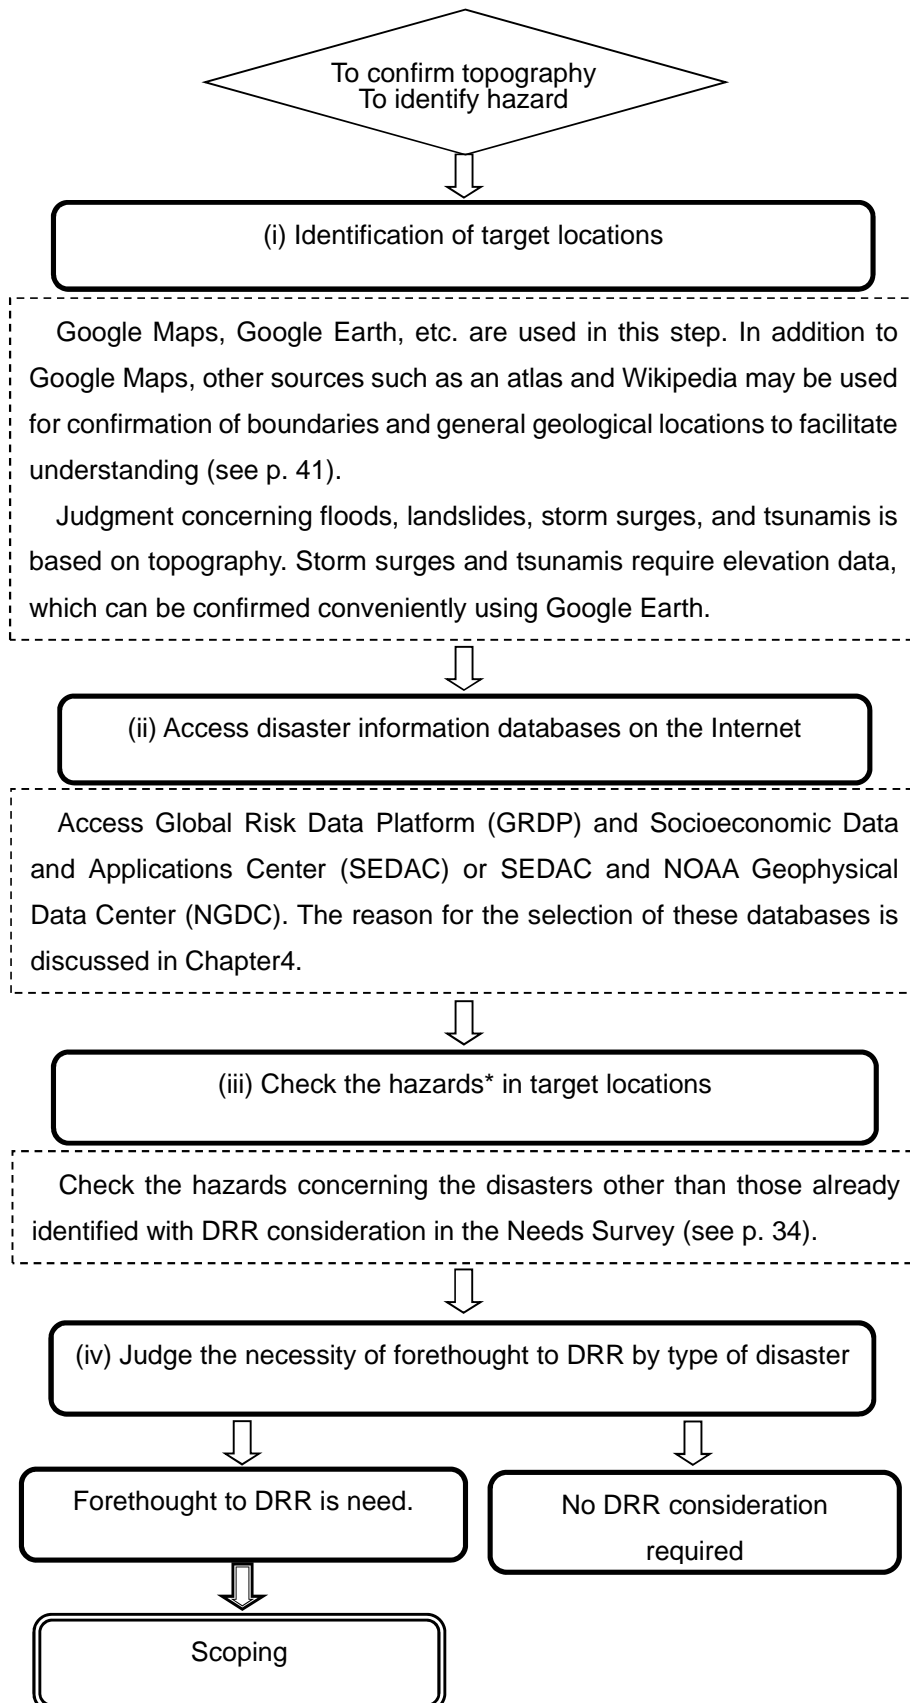 To confirm topography
To identify hazard
(i) Identification of target locations
Google Maps, Google Earth, etc. are used in this step. In addition to
Google Maps, other sources such as an atlas and Wikipedia may be used
for confirmation of boundaries and general geological locations to facilitate
understanding (see p. 41).
Judgment concerning floods, landslides, storm surges, and tsunamis is
based on topography. Storm surges and tsunamis require elevation data,
which can be confirmed conveniently using Google Earth.
(ii) Access disaster information databases on the Internet
Access Global Risk Data Platform (GRDP) and Socioeconomic Data
and Applications Center (SEDAC) or SEDAC and NOAA Geophysical
Data Center (NGDC). The reason for the selection of these databases is
discussed in Chapter4.
(iii) Check the hazards* in target locations
Check the hazards concerning the disasters other than those already
identified with DRR consideration in the Needs Survey (see p. 34).
(iv) Judge the necessity of forethought to DRR by type of disaster
Forethought to DRR is need.
No DRR consideration
required
Scoping